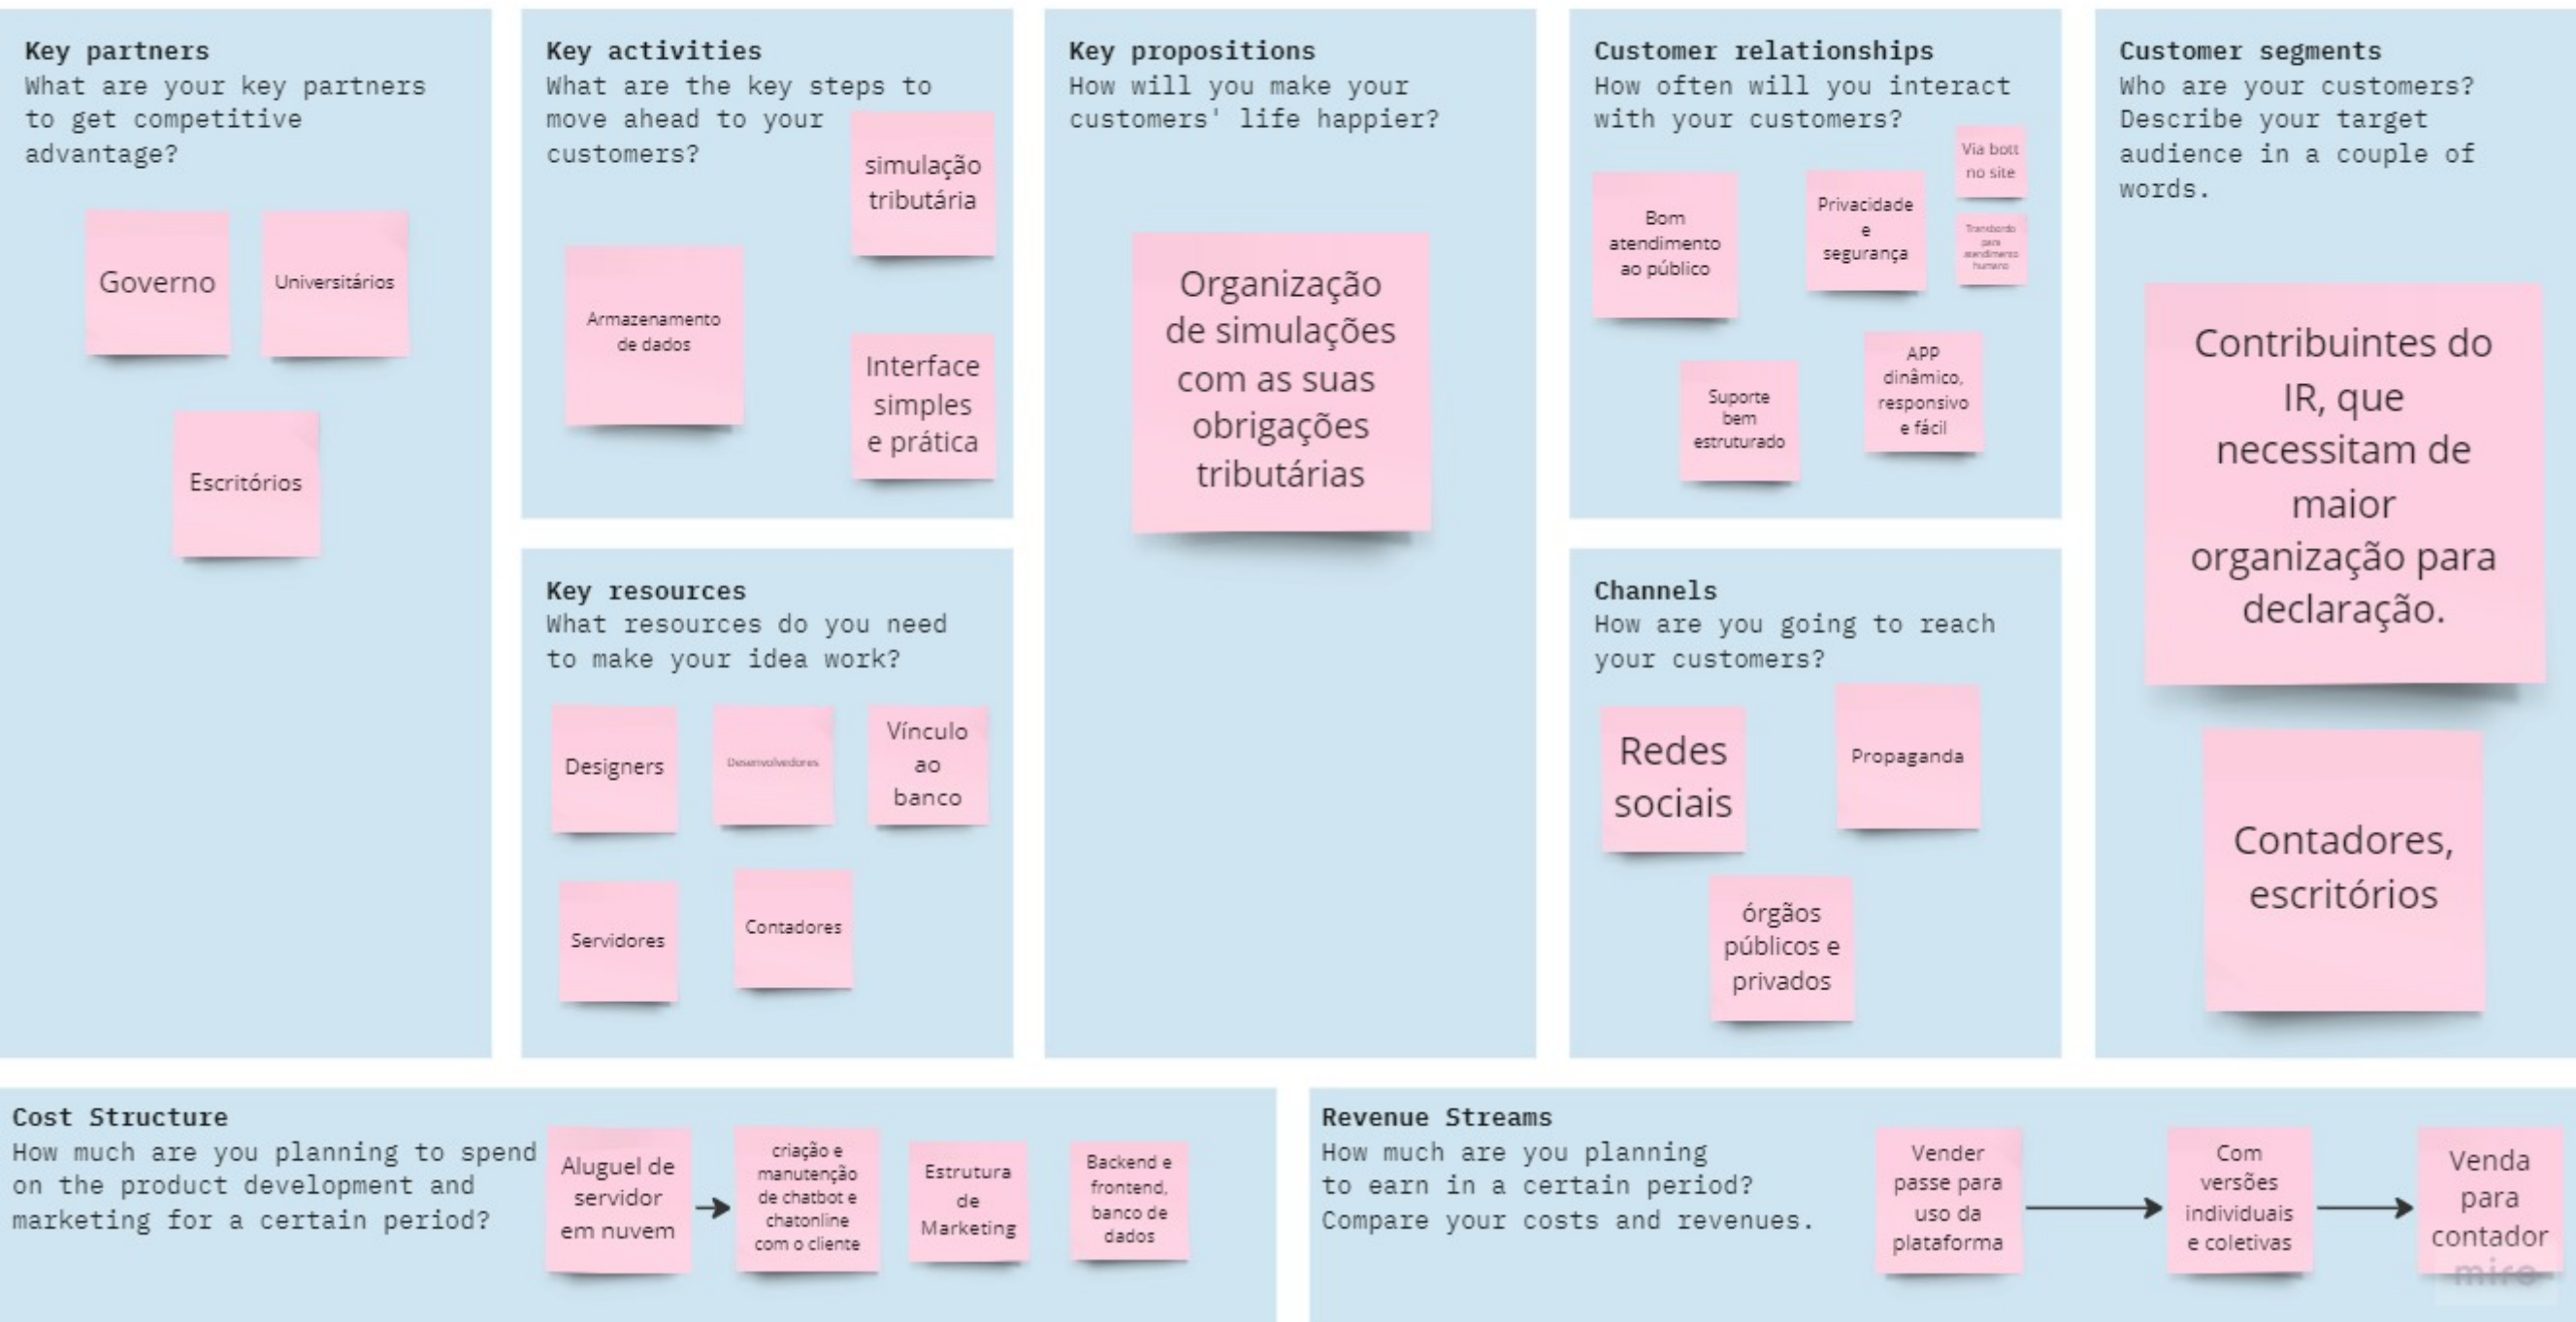 Key partners
What are your key partners
to get competitive
advantage?
Governo
Universitários
Escritórios
Key activities
What are the key steps to
move ahead to your
customers?
simulação
tributária
Armazenamento
de dados
Interface
simples
e prática
Key resources
What resources do you need
to make your idea work?
Designers
Desenvolvedores
Vínculo
ao
banco
Servidores
Contadores
Key propositions
How will you make your
customers' life happier?
Organização
de simulações
com as suas
obrigações
tributárias
Customer relationships
How often will you interact
with your customers?
Bom
atendimento
ao público
Privacidade
e
segurança
Via bott
no site
Transbordo
para
atendimento
humano
Suporte
bem
estruturado
APP
dinâmico,
responsivo
e fácil
Channels
How are you going to reach
your customers?
Redes
sociais
Propaganda
órgãos
públicos e
privados
Customer segments
Who are your customers?
Describe your target
audience in a couple of
words.
Contribuintes do
IR, que
necessitam de
maior
organização para
declaração.
Contadores,
escritórios
Cost Structure
How much are you planning to spend
on the product development and
marketing for a certain period?
Aluguel de
servidor
em nuvem
criação e
manutenção
de chatbot e
chatonline
com o cliente
Estrutura
de
Marketing
Backend e
frontend,
banco de
dados
Revenue Streams
How much are you planning
to earn in a certain period?
Compare your costs and revenues.
Vender
passe para
uso da
plataforma
Com
versões
individuais
e coletivas
Venda
para
contador
miro